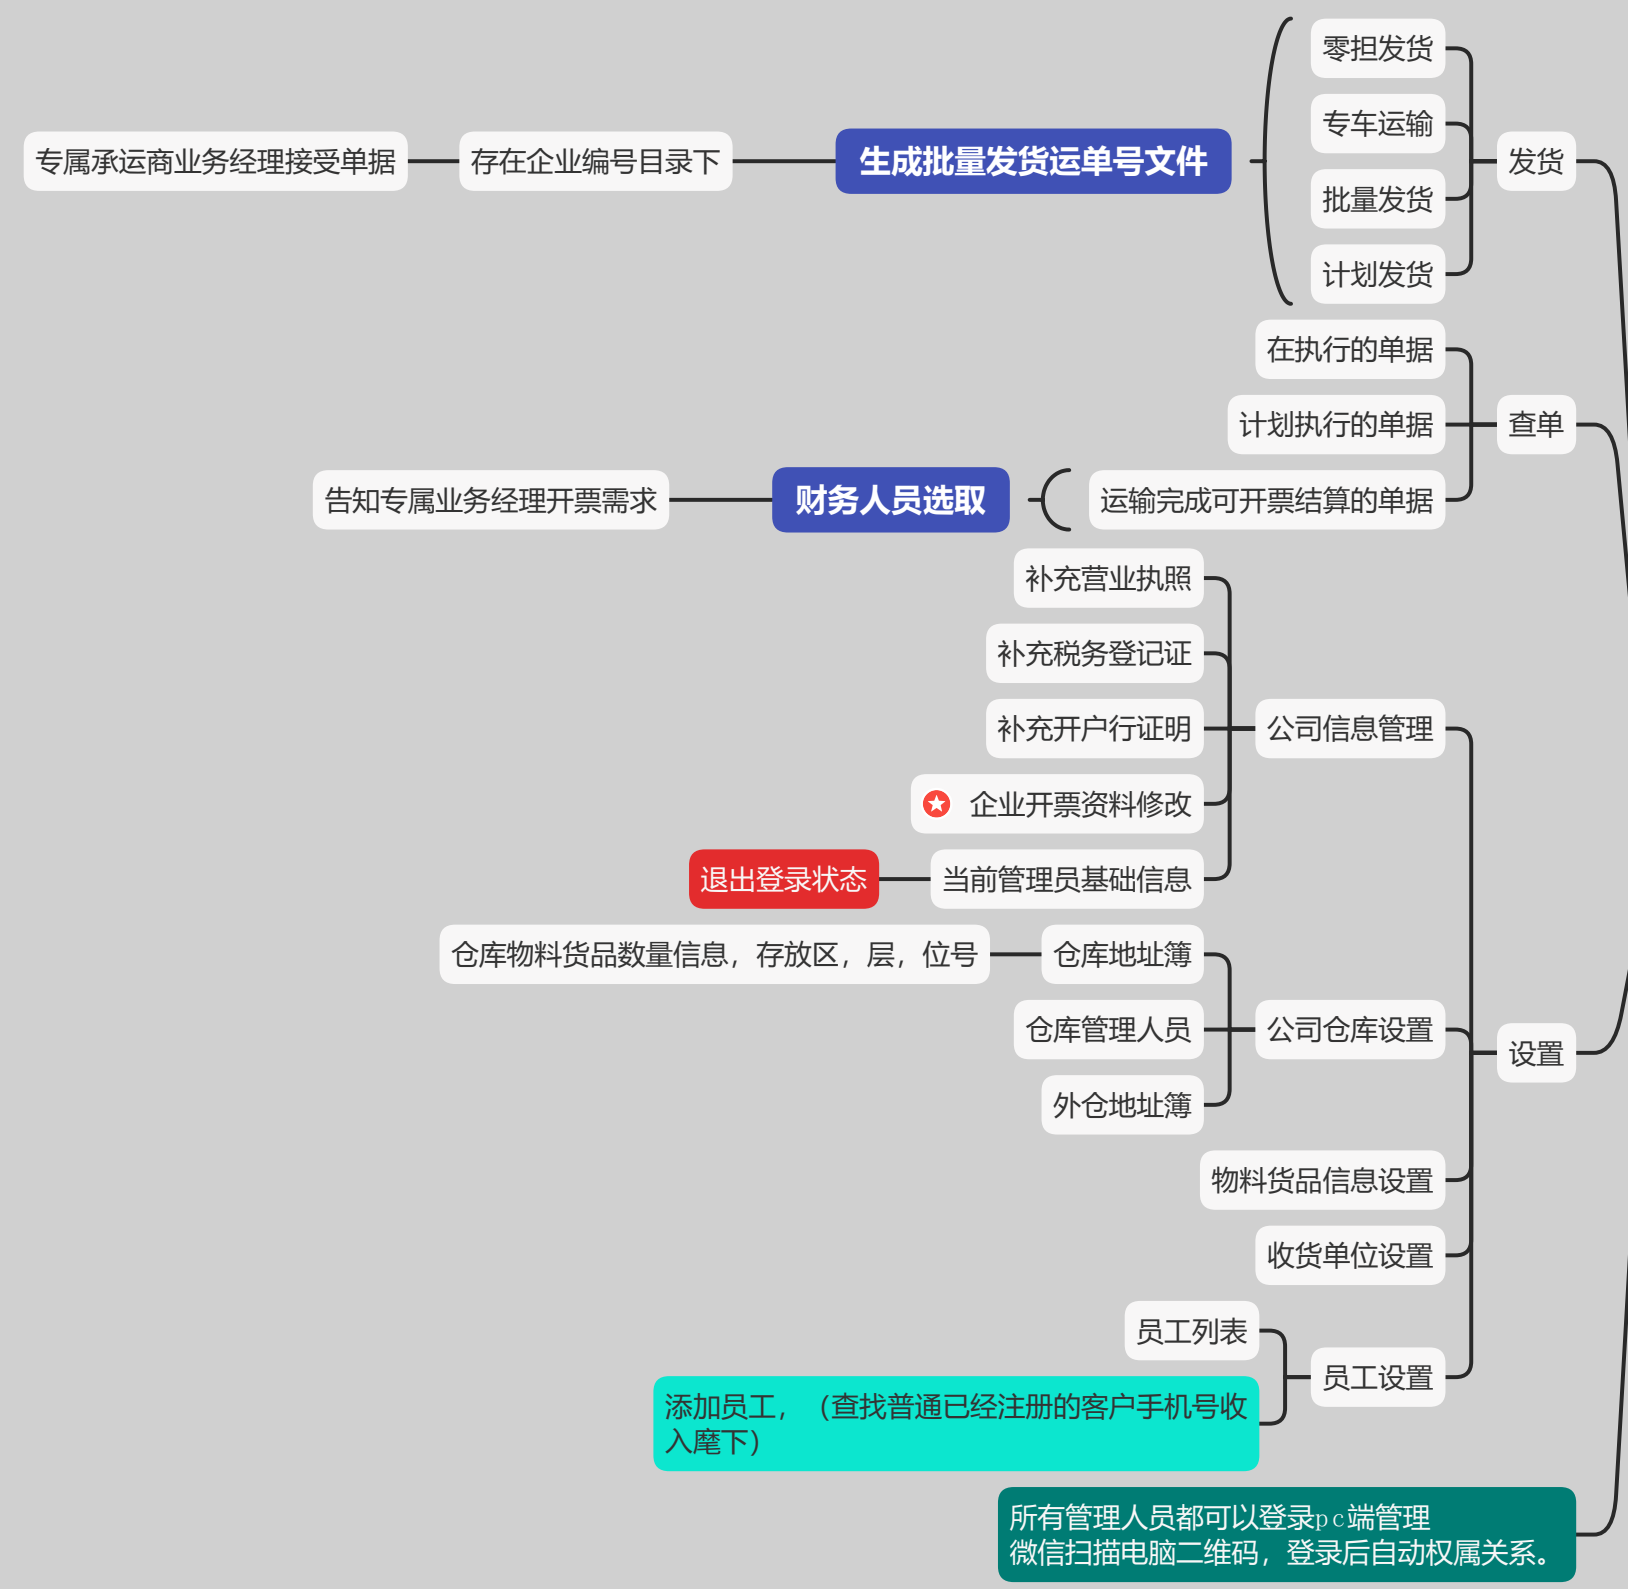 零担发货
专车运输
批量发货
计划发货
发货
生成批量发货运单号文件
存在企业编号目录下
专属承运商业务经理接受单据
在执行的单据
计划执行的单据
运输完成可开票结算的单据
查单
财务人员选取
告知专属业务经理开票需求
补充营业执照
补充税务登记证
补充开户行证明
企业开票资料修改
当前管理员基础信息
退出登录状态
公司信息管理
仓库地址簿
仓库物料货品数量信息，存放区，层，位号
仓库管理人员
外仓地址簿
公司仓库设置
设置
物料货品信息设置
收货单位设置
员工列表
员工设置
添加员工，（查找普通已经注册的客户手机号收
入麾下）
所有管理人员都可以登录pc端管理
微信扫描电脑二维码，登录后自动权属关系。